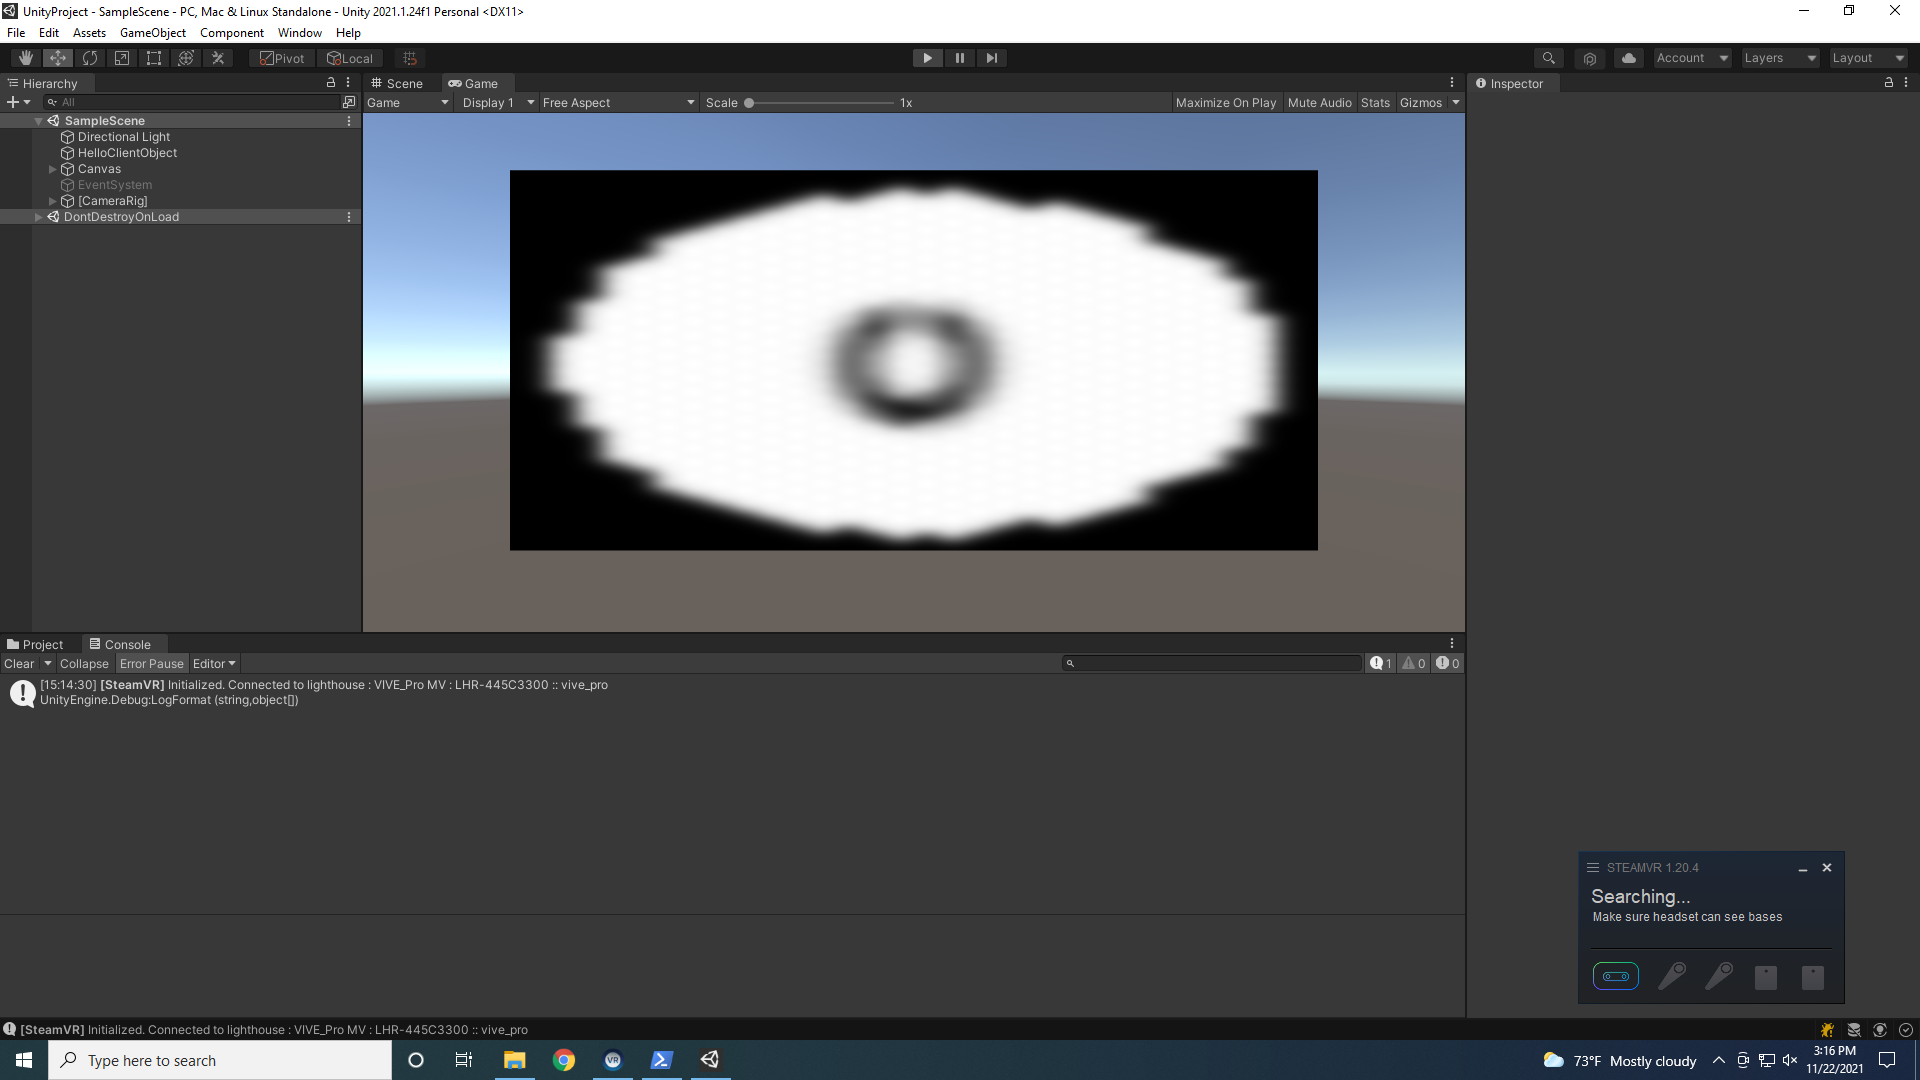 UnityProject - SampleScene - PC, Mac & Linux Standalone - Unity 2021.1.24f1 Personal <DX11>
File Edit Assets GameObject Component Window Help
Pivot Local Account Layers Layout
Hierarchy
All
SampleScene
Directional Light
HelloClientObject
Canvas
EventSystem
[CameraRig]
DontDestroyOnLoad
Scene Game
Game Display 1 Free Aspect Scale 1x Maximize On Play Mute Audio Stats Gizmos
Inspector
Project Console
Clear Collapse Error Pause Editor 1 0 0
[15:14:30] [SteamVR] Initialized. Connected to lighthouse : VIVE_Pro MV : LHR-445C3300 :: vive_pro
UnityEngine.Debug:LogFormat (string,object[])
STEAMVR 1.20.4
Searching...
Make sure headset can see bases
[SteamVR] Initialized. Connected to lighthouse : VIVE_Pro MV : LHR-445C3300 :: vive_pro
Type here to search
VR
73°F Mostly cloudy
3:16 PM
11/22/2021